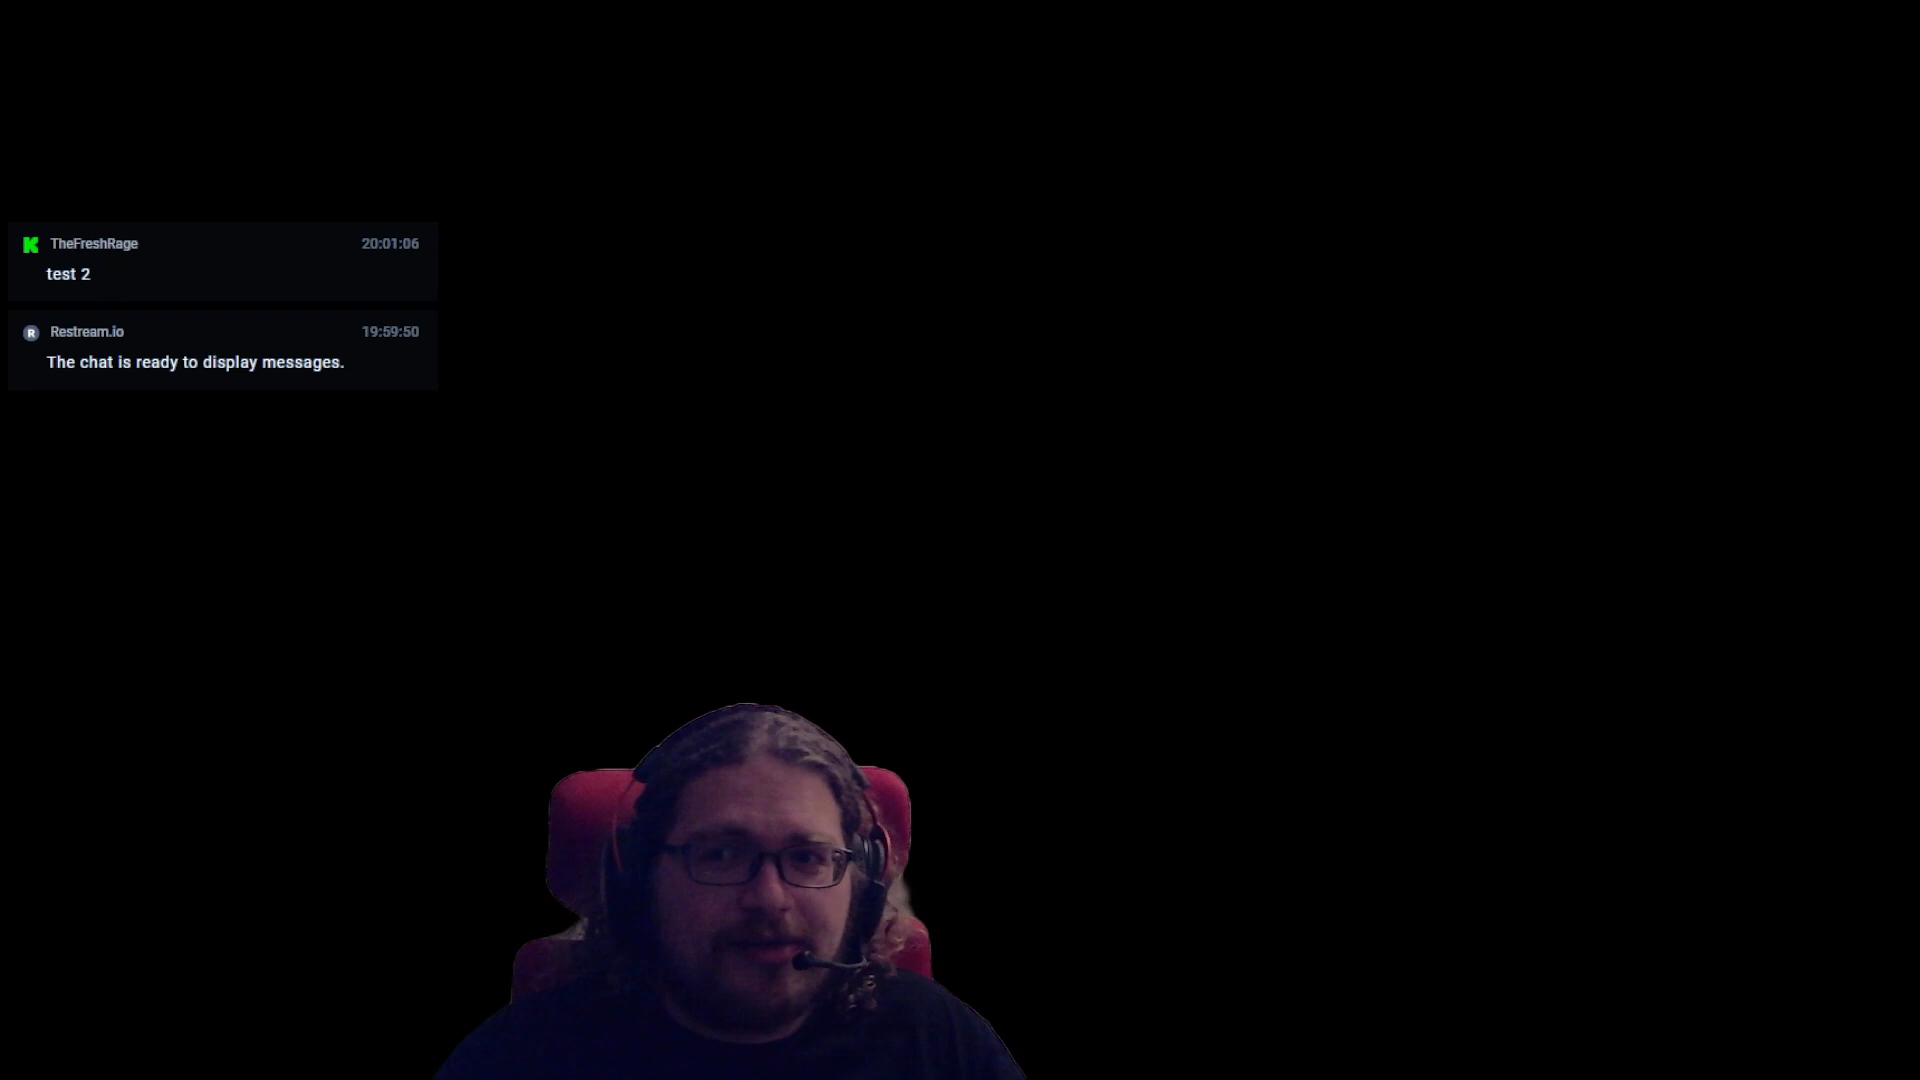 TheFreshRage 20:01:06
test 2
R Restream.io 19:59:50
The chat is ready to display messages.